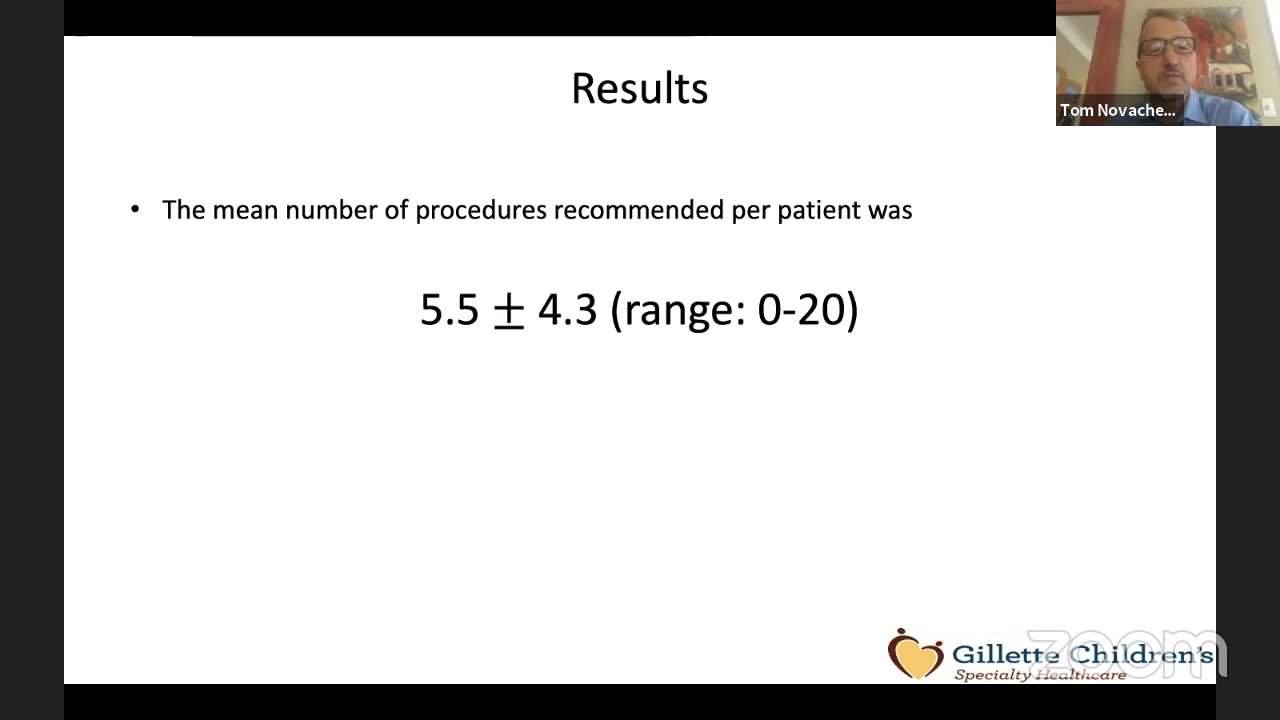 Results
Tom Novache...
• The mean number of procedures recommended per patient was
5.5 ± 4.3 (range: 0-20)
zoom
Gillette Children's
Specialty Healthcare